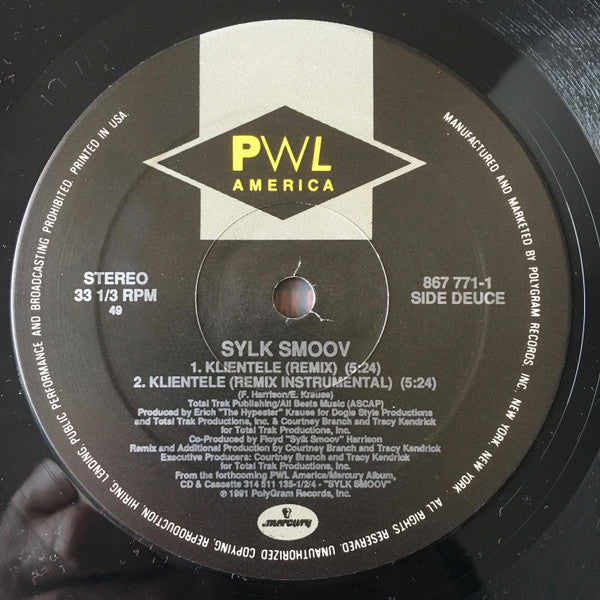 PWL
AMERICA
STEREO
33 1/3 RPM
49
867 771-1
SIDE DEUCE
SYLK SMOOV
1. KLIENTELE (REMIX) (5:24)
2. KLIENTELE (REMIX INSTRUMENTAL) (5:24)
(F. Harrison/E. Krause)
Total Trak Publishing/All Beats Music (ASCAP)
Produced by Erich "The Hypester" Krause for Dogie Style Productions
and Total Trak Productions, Inc. & Courtney Branch and Tracy Kendrick
for Total Trak Productions, Inc.
Co-Produced by Floyd "Sylk Smoov" Harrison
Remix and Additional Production by Courtney Branch and Tracy Kendrick
Executive Producers: Courtney Branch and Tracy Kendrick
for Total Trak Productions, Inc.
From the forthcoming PWL America/Mercury Album,
CD & Cassette 314 511 135-1/2/4 - "SYLK SMOOV"
℗ 1991 PolyGram Records, Inc.
mercury
MANUFACTURED AND MARKETED BY POLYGRAM RECORDS, INC. NEW YORK, NEW YORK. ALL RIGHTS RESERVED. UNAUTHORIZED COPYING, REPRODUCTION, HIRING, LENDING PUBLIC PERFORMANCE AND BROADCASTING PROHIBITED. PRINTED IN USA.